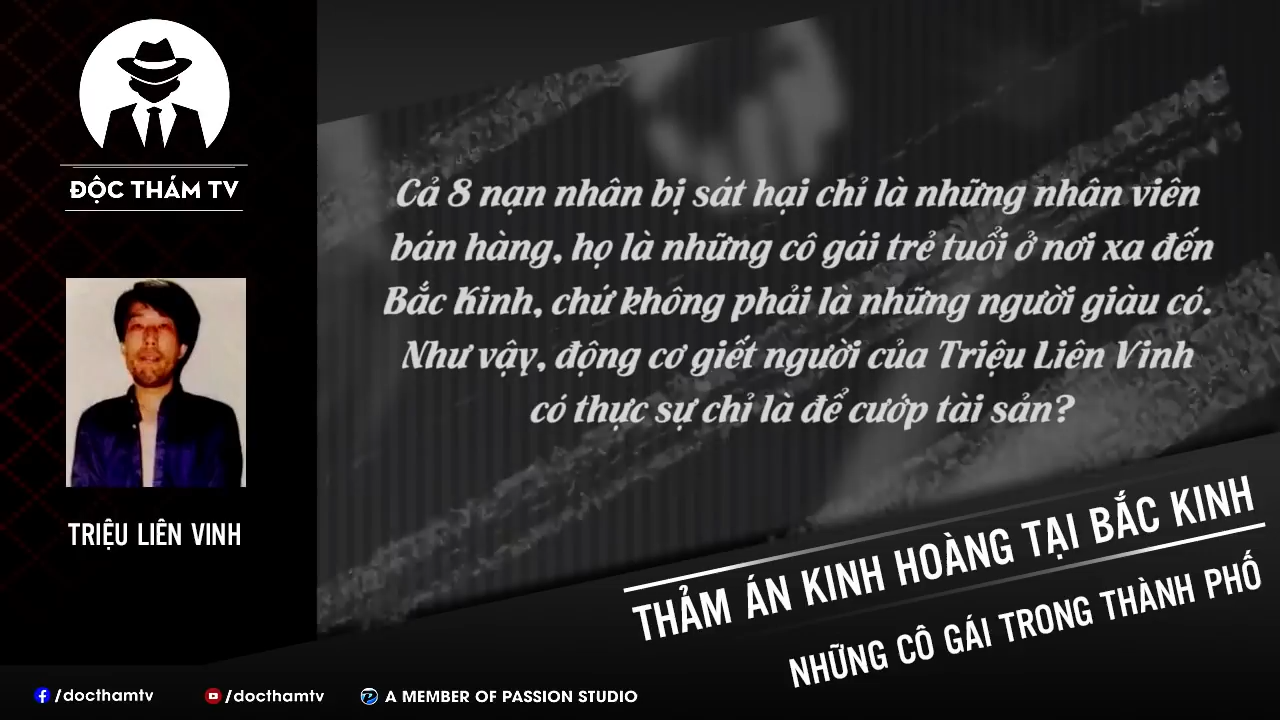 ĐỘC THÁM TV
TRIỆU LIÊN VINH
Cả 8 nạn nhân bị sát hại chỉ là những nhân viên
bán hàng, họ là những cô gái trẻ tuổi ở nơi xa đến
Bắc Kinh, chứ không phải là những người giàu có.
Như vậy, động cơ giết người của Triệu Liên Vinh
có thực sự chỉ là để cướp tài sản?
THẢM ÁN KINH HOÀNG TẠI BẮC KINH
NHỮNG CÔ GÁI TRONG THÀNH PHỐ
/docthamtv
/docthamtv
A MEMBER OF PASSION STUDIO